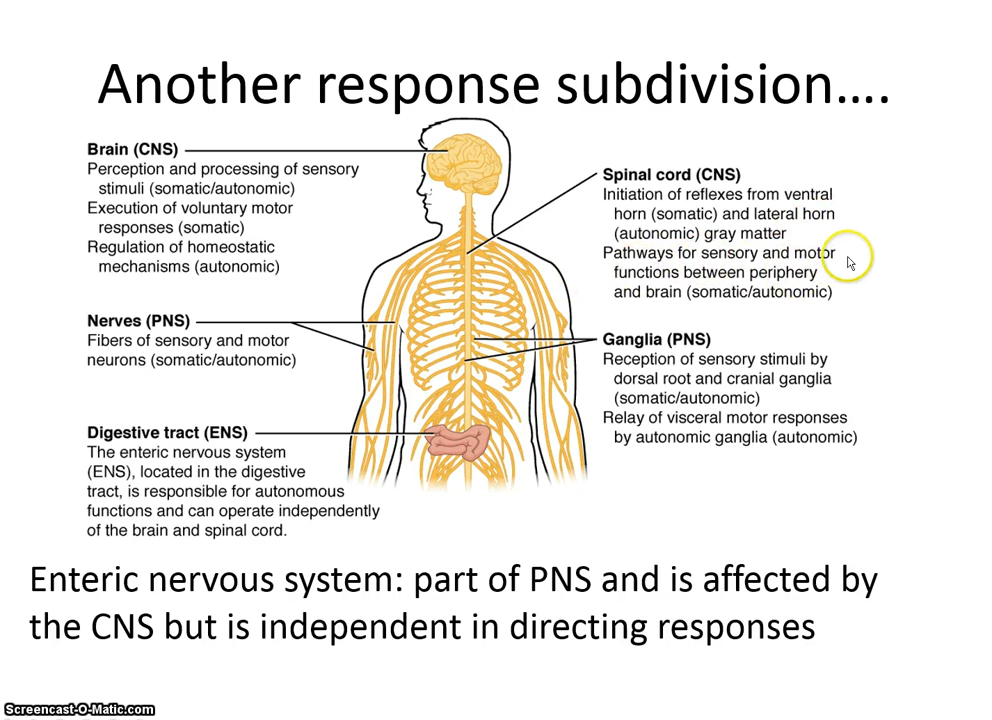 Another response subdivision....
Brain (CNS)
Perception and processing of sensory
stimuli (somatic/autonomic)
Execution of voluntary motor
responses (somatic)
Regulation of homeostatic
mechanisms (autonomic)
Nerves (PNS)
Fibers of sensory and motor
neurons (somatic/autonomic)
Digestive tract (ENS)
The enteric nervous system
(ENS), located in the digestive
tract, is responsible for autonomous
functions and can operate independently
of the brain and spinal cord.
Spinal cord (CNS)
Initiation of reflexes from ventral
horn (somatic) and lateral horn
(autonomic) gray matter
Pathways for sensory and motor
functions between periphery
and brain (somatic/autonomic)
Ganglia (PNS)
Reception of sensory stimuli by
dorsal root and cranial ganglia
(somatic/autonomic)
Relay of visceral motor responses
by autonomic ganglia (autonomic)
Enteric nervous system: part of PNS and is affected by
the CNS but is independent in directing responses
Screencast-O-Matic.com